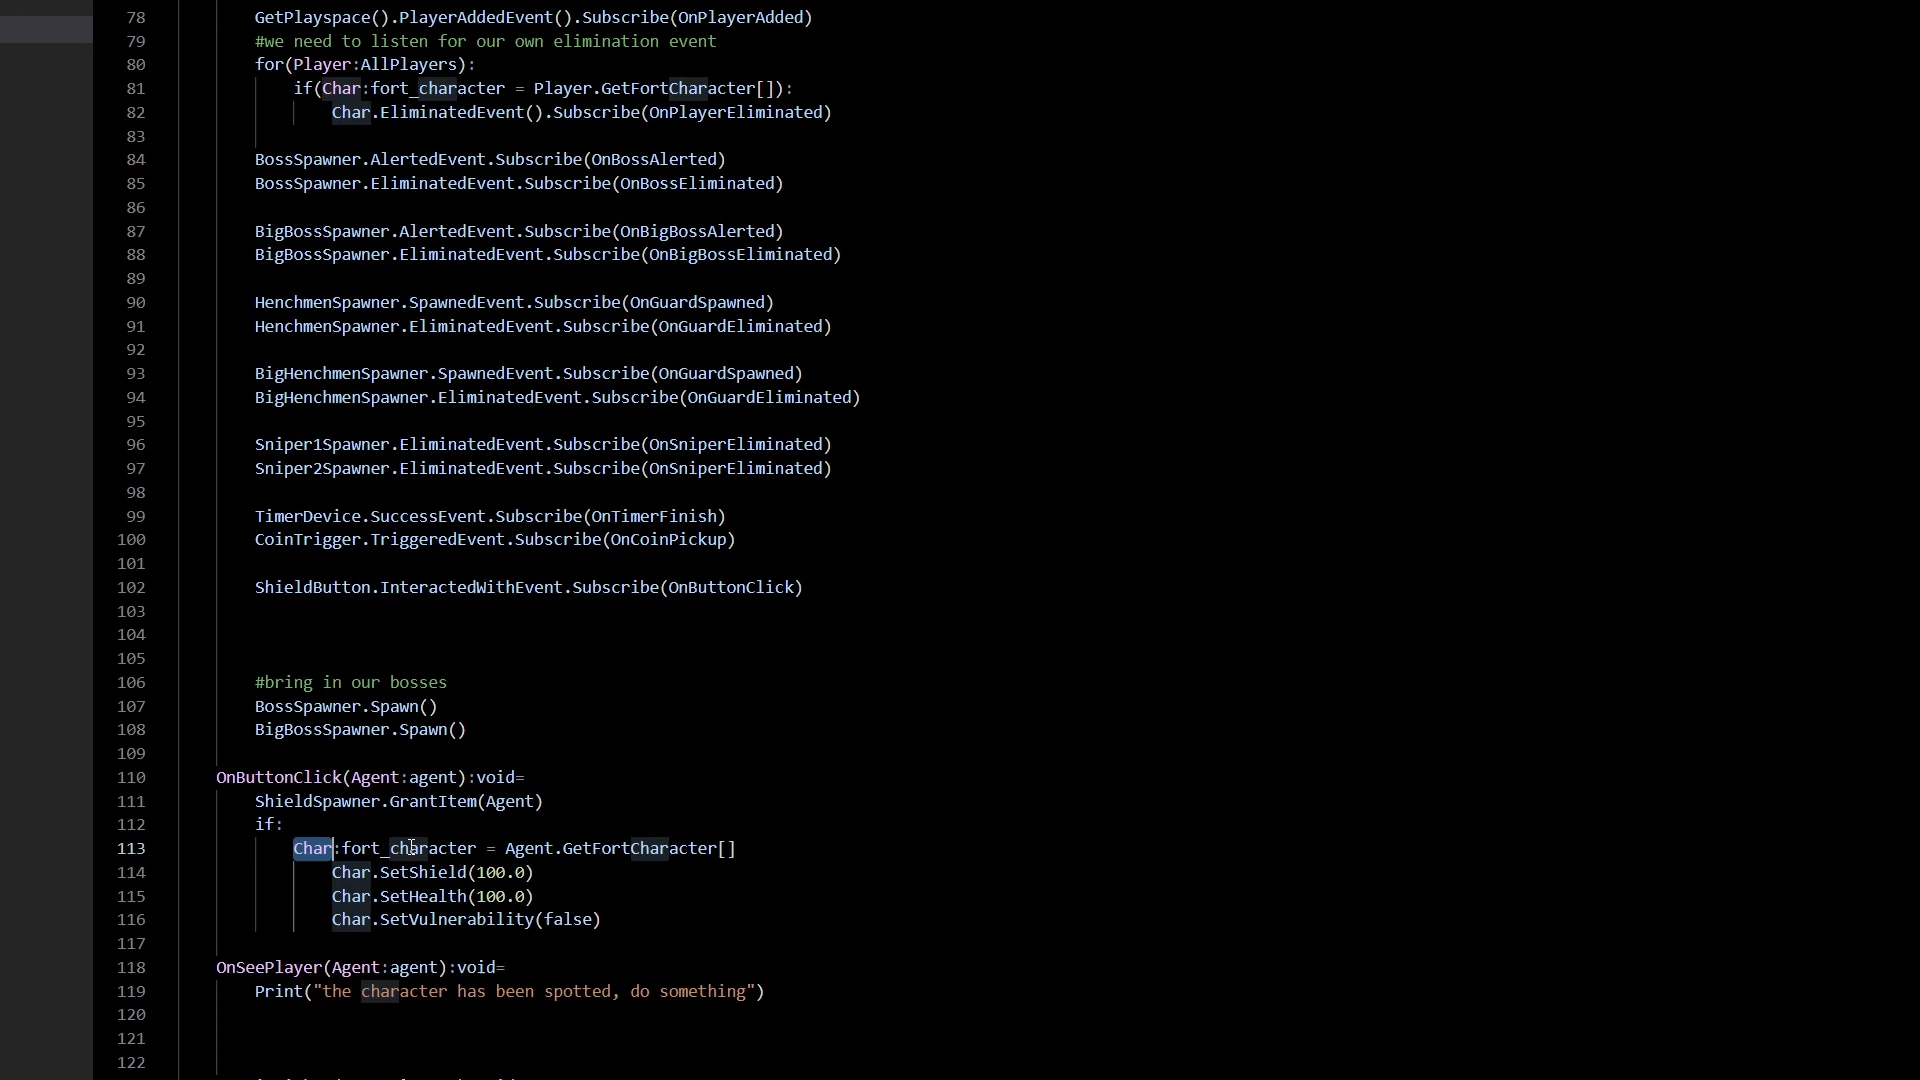 78 GetPlayspace().PlayerAddedEvent().Subscribe(OnPlayerAdded)
79 #we need to listen for our own elimination event
80 for(Player:AllPlayers):
81 if(Char:fort_character = Player.GetFortCharacter[]):
82 Char.EliminatedEvent().Subscribe(OnPlayerEliminated)
83
84 BossSpawner.AlertedEvent.Subscribe(OnBossAlerted)
85 BossSpawner.EliminatedEvent.Subscribe(OnBossEliminated)
86
87 BigBossSpawner.AlertedEvent.Subscribe(OnBigBossAlerted)
88 BigBossSpawner.EliminatedEvent.Subscribe(OnBigBossEliminated)
89
90 HenchmenSpawner.SpawnedEvent.Subscribe(OnGuardSpawned)
91 HenchmenSpawner.EliminatedEvent.Subscribe(OnGuardEliminated)
92
93 BigHenchmenSpawner.SpawnedEvent.Subscribe(OnGuardSpawned)
94 BigHenchmenSpawner.EliminatedEvent.Subscribe(OnGuardEliminated)
95
96 Sniper1Spawner.EliminatedEvent.Subscribe(OnSniperEliminated)
97 Sniper2Spawner.EliminatedEvent.Subscribe(OnSniperEliminated)
98
99 TimerDevice.SuccessEvent.Subscribe(OnTimerFinish)
100 CoinTrigger.TriggeredEvent.Subscribe(OnCoinPickup)
101
102 ShieldButton.InteractedWithEvent.Subscribe(OnButtonClick)
103
104
105
106 #bring in our bosses
107 BossSpawner.Spawn()
108 BigBossSpawner.Spawn()
109
110 OnButtonClick(Agent:agent):void=
111 ShieldSpawner.GrantItem(Agent)
112 if:
113 Char:fort_character = Agent.GetFortCharacter[]
114 Char.SetShield(100.0)
115 Char.SetHealth(100.0)
116 Char.SetVulnerability(false)
117
118 OnSeePlayer(Agent:agent):void=
119 Print("the character has been spotted, do something")
120
121
122